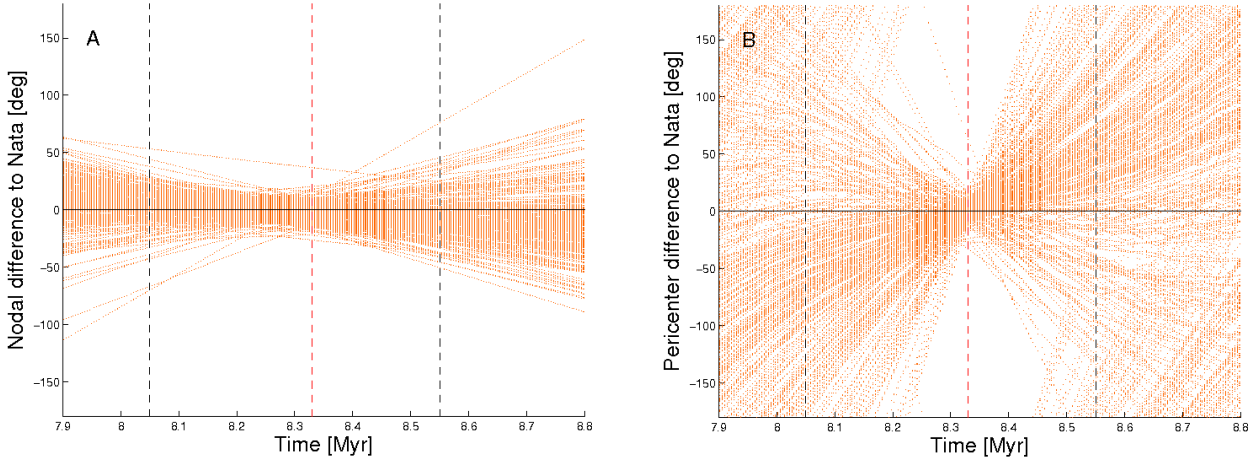 A
Nodal difference to Nata [deg]
150
100
50
0
−50
−100
−150
7.9 8 8.1 8.2 8.3 8.4 8.5 8.6 8.7 8.8
Time [Myr]
B
Pericenter difference to Nata [deg]
150
100
50
0
−50
−100
−150
7.9 8 8.1 8.2 8.3 8.4 8.5 8.6 8.7 8.8
Time [Myr]